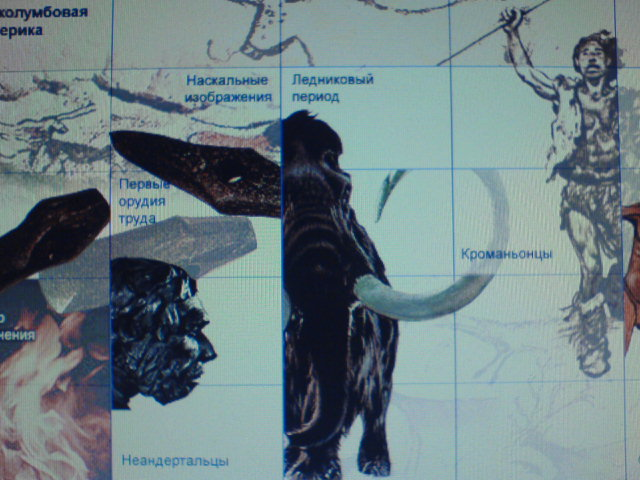 колумбовая
ерика
Наскальные
изображения
Ледниковый
период
Первые
орудия
труда
Кроманьонцы
нения
Неандертальцы